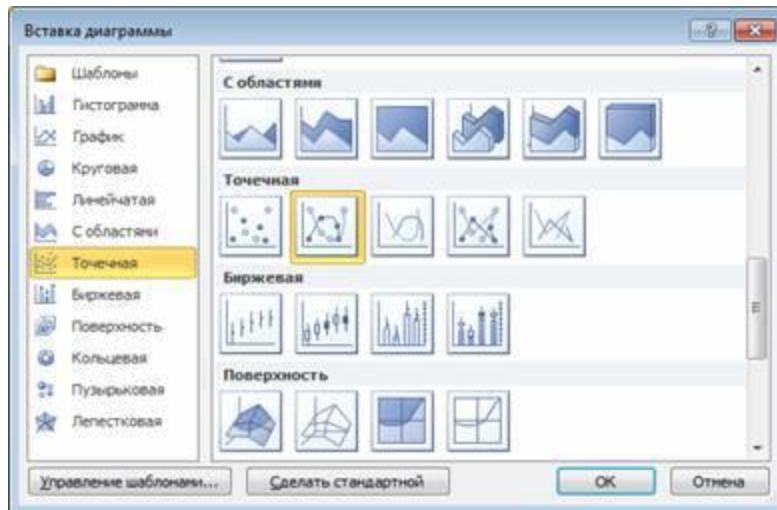 Вставка диаграммы
Шаблоны
Гистограмма
График
Круговая
Линейчатая
С областями
Точечная
Биржевая
Поверхность
Кольцевая
Пузырьковая
Лепестковая
С областями
Точечная
Биржевая
Поверхность
Управление шаблонами...
Сделать стандартной
ОК
Отмена